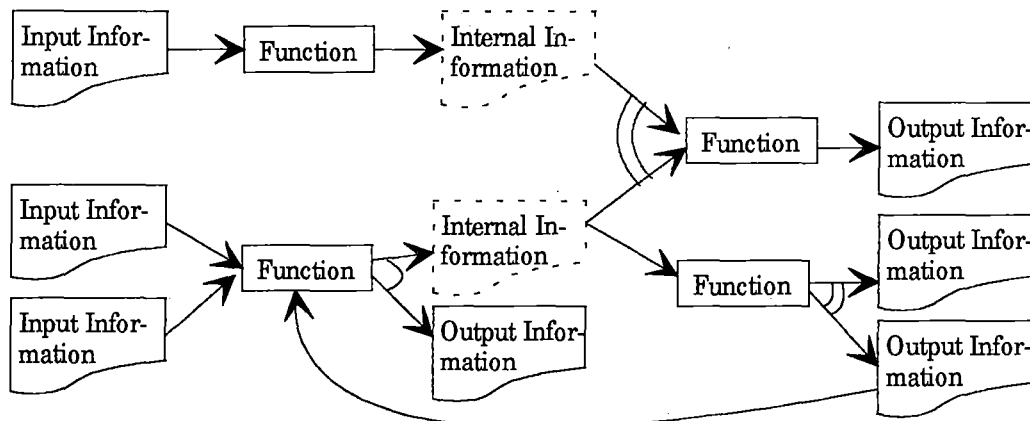 Input Infor-
mation
Function
Internal In-
formation
Function
Output Infor-
mation
Input Infor-
mation
Function
Internal In-
formation
Output Infor-
mation
Function
Output Infor-
mation
Input Infor-
mation
Output Infor-
mation